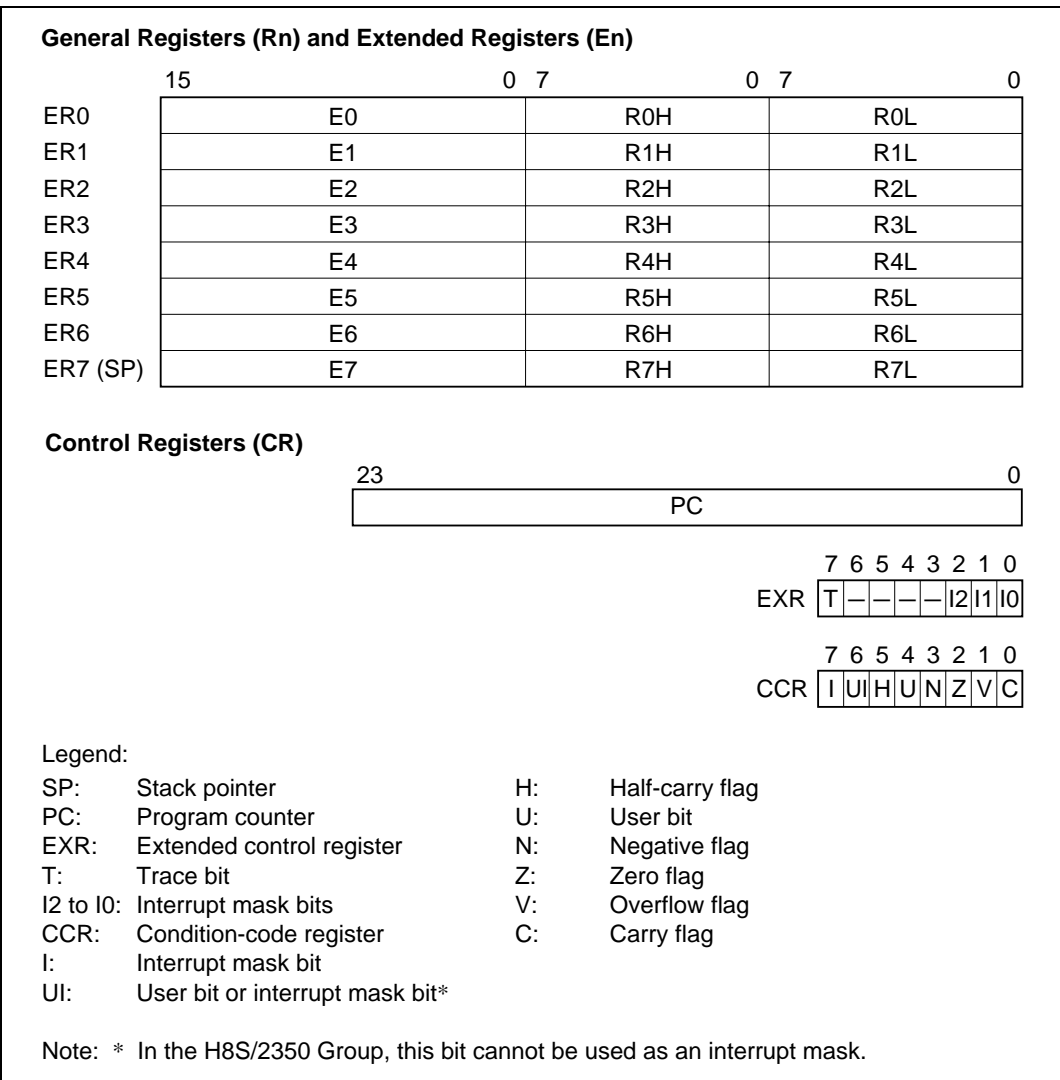 General Registers (Rn) and Extended Registers (En)
15 0 7 0 7 0
ER0 E0 R0H R0L
ER1 E1 R1H R1L
ER2 E2 R2H R2L
ER3 E3 R3H R3L
ER4 E4 R4H R4L
ER5 E5 R5H R5L
ER6 E6 R6H R6L
ER7 (SP) E7 R7H R7L
Control Registers (CR)
23 0
PC
7 6 5 4 3 2 1 0
EXR T — — — — I2 I1 I0
7 6 5 4 3 2 1 0
CCR I UI H U N Z V C
Legend:
SP: Stack pointer H: Half-carry flag
PC: Program counter U: User bit
EXR: Extended control register N: Negative flag
T: Trace bit Z: Zero flag
I2 to I0: Interrupt mask bits V: Overflow flag
CCR: Condition-code register C: Carry flag
I: Interrupt mask bit
UI: User bit or interrupt mask bit*
Note: * In the H8S/2350 Group, this bit cannot be used as an interrupt mask.